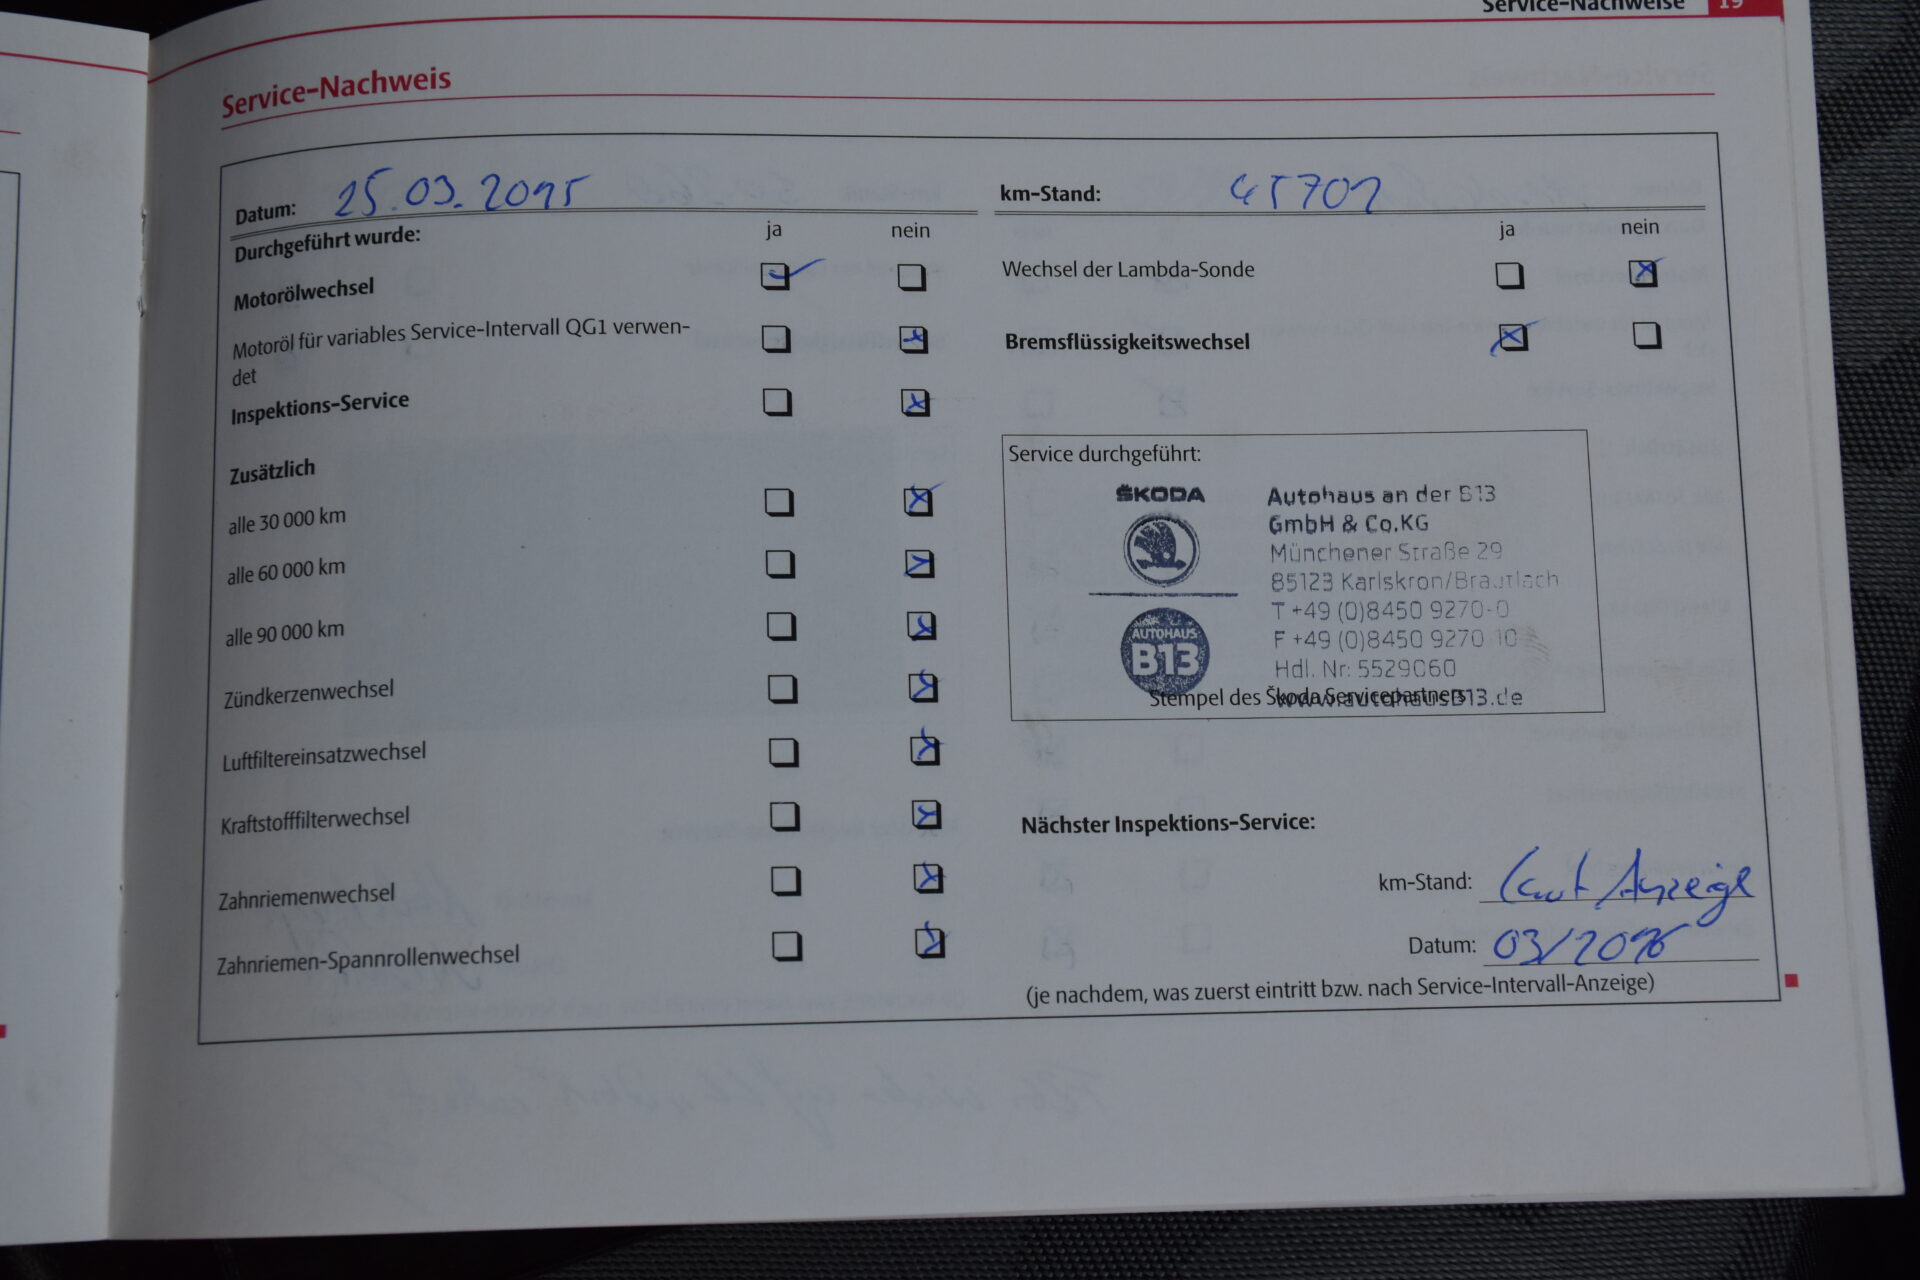 Service-Nachweise 19
Service-Nachweis
Datum: 25.03.2015
Durchgeführt wurde: ja nein
Motorölwechsel
Motoröl für variables Service-Intervall QG1 verwen-
det
Inspektions-Service
Zusätzlich
alle 30 000 km
alle 60 000 km
alle 90 000 km
Zündkerzenwechsel
Luftfiltereinsatzwechsel
Kraftstofffilterwechsel
Zahnriemenwechsel
Zahnriemen-Spannrollenwechsel
km-Stand: 45701
ja nein
Wechsel der Lambda-Sonde
Bremsflüssigkeitswechsel
Service durchgeführt:
ŠKODA
AUTOHAUS
B13
Autohaus an der B13
GmbH & Co.KG
Münchener Straße 29
85123 Karlskron/Brautlach
T +49 (0)8450 9270-0
F +49 (0)8450 9270 10
Hdl. Nr: 5529060
www.autohausB13.de
Stempel des Škoda Servicepartners
Nächster Inspektions-Service:
km-Stand: Laut Anzeige
Datum: 03/2016
(je nachdem, was zuerst eintritt bzw. nach Service-Intervall-Anzeige)